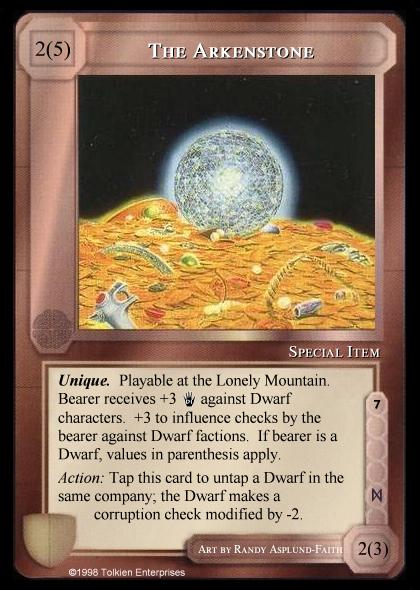 2(5)
THE ARKENSTONE
SPECIAL ITEM
Unique. Playable at the Lonely Mountain.
Bearer receives +3 against Dwarf
characters. +3 to influence checks by the
bearer against Dwarf factions. If bearer is a
Dwarf, values in parenthesis apply.
Action: Tap this card to untap a Dwarf in the
same company; the Dwarf makes a
corruption check modified by -2.
7
ᛞ
ART BY RANDY ASPLUND-FAITH
2(3)
©1998 Tolkien Enterprises